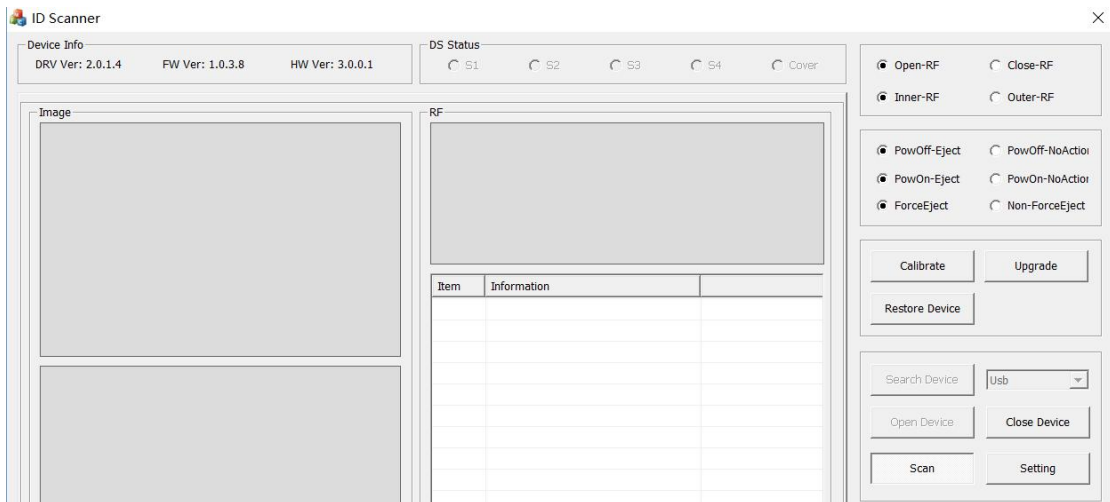 ID Scanner
Device Info
DRV Ver: 2.0.1.4 FW Ver: 1.0.3.8 HW Ver: 3.0.0.1
DS Status
S1 S2 S3 S4 Cover
Image
RF
Item Information
Open-RF Close-RF
Inner-RF Outer-RF
PowOff-Eject PowOff-NoAction
PowOn-Eject PowOn-NoAction
ForceEject Non-ForceEject
Calibrate Upgrade
Restore Device
Search Device Usb
Open Device Close Device
Scan Setting